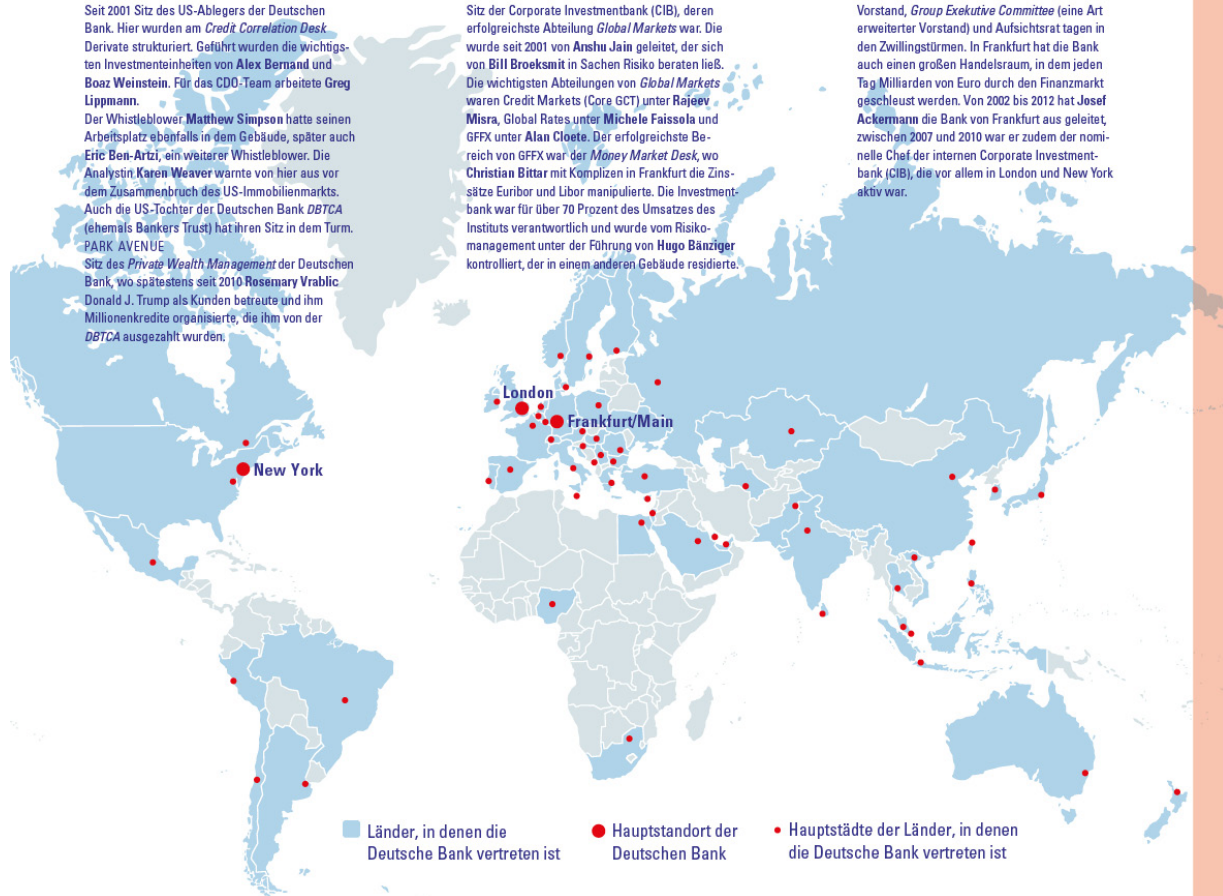 Seit 2001 Sitz des US-Ablegers der Deutschen
Bank. Hier wurden am Credit Correlation Desk
Derivate strukturiert. Geführt wurden die wichtigs-
ten Investmenteinheiten von Alex Bernand und
Boaz Weinstein. Für das CDO-Team arbeitete Greg
Lippmann.
Der Whistleblower Matthew Simpson hatte seinen
Arbeitsplatz ebenfalls in dem Gebäude, später auch
Eric Ben-Artzi, ein weiterer Whistleblower. Die
Analystin Karen Weaver warnte von hier aus vor
dem Zusammenbruch des US-Immobilienmarkts.
Auch die US-Tochter der Deutschen Bank DBTCA
(ehemals Bankers Trust) hat ihren Sitz in dem Turm.
PARK AVENUE
Sitz des Private Wealth Management der Deutschen
Bank, wo spätestens seit 2010 Rosemary Vrablic
Donald J. Trump als Kunden betreute und ihm
Millionenkredite organisierte, die ihm von der
DBTCA ausgezahlt wurden.
Sitz der Corporate Investmentbank (CIB), deren
erfolgreichste Abteilung Global Markets war. Die
wurde seit 2001 von Anshu Jain geleitet, der sich
von Bill Broeksmit in Sachen Risiko beraten ließ.
Die wichtigsten Abteilungen von Global Markets
waren Credit Markets (Core GCT) unter Rajeev
Misra, Global Rates unter Michele Faissola und
GFFX unter Alan Cloete. Der erfolgreichste Be-
reich von GFFX war der Money Market Desk, wo
Christian Bittar mit Komplizen in Frankfurt die Zins-
sätze Euribor und Libor manipulierte. Die Investment-
bank war für über 70 Prozent des Umsatzes des
Instituts verantwortlich und wurde vom Risiko-
management unter der Führung von Hugo Bänziger
kontrolliert, der in einem anderen Gebäude residierte.
Vorstand, Group Exekutive Committee (eine Art
erweiterter Vorstand) und Aufsichtsrat tagen in
den Zwillingstürmen. In Frankfurt hat die Bank
auch einen großen Handelsraum, in dem jeden
Tag Milliarden von Euro durch den Finanzmarkt
geschleust werden. Von 2002 bis 2012 hat Josef
Ackermann die Bank von Frankfurt aus geleitet,
zwischen 2007 und 2010 war er zudem der nomi-
nelle Chef der internen Corporate Investment-
bank (CIB), die vor allem in London und New York
aktiv war.
London
Frankfurt/Main
New York
Länder, in denen die
Deutsche Bank vertreten ist
Hauptstandort der
Deutschen Bank
Hauptstädte der Länder, in denen
die Deutsche Bank vertreten ist